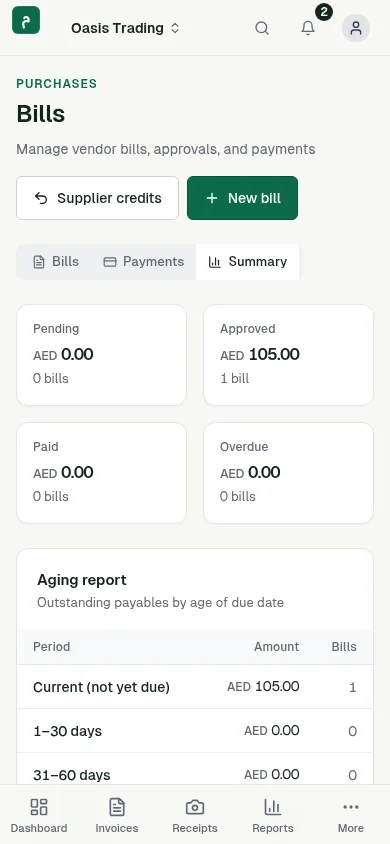 م
Oasis Trading
2
PURCHASES
Bills
Manage vendor bills, approvals, and payments
Supplier credits
New bill
Bills
Payments
Summary
Pending
AED 0.00
0 bills
Approved
AED 105.00
1 bill
Paid
AED 0.00
0 bills
Overdue
AED 0.00
0 bills
Aging report
Outstanding payables by age of due date
Period Amount Bills
Current (not yet due) AED 105.00 1
1–30 days AED 0.00 0
31–60 days AED 0.00 0
Dashboard Invoices Receipts Reports More